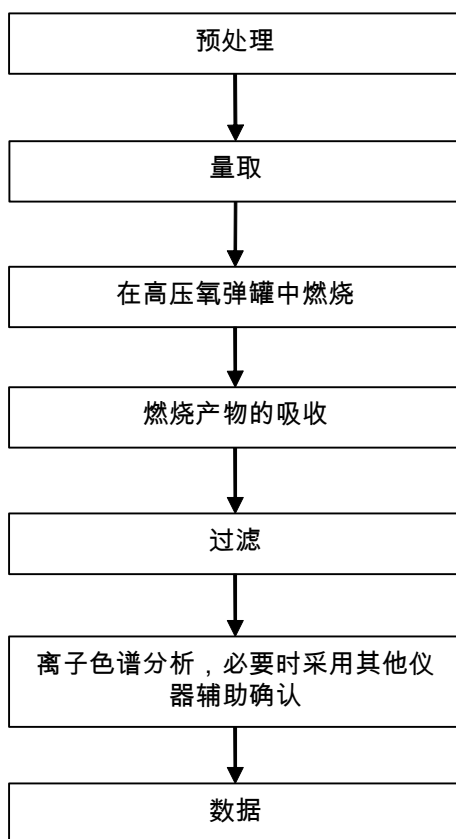 预处理
量取
在高压氧弹罐中燃烧
燃烧产物的吸收
过滤
离子色谱分析，必要时采用其他仪
器辅助确认
数据